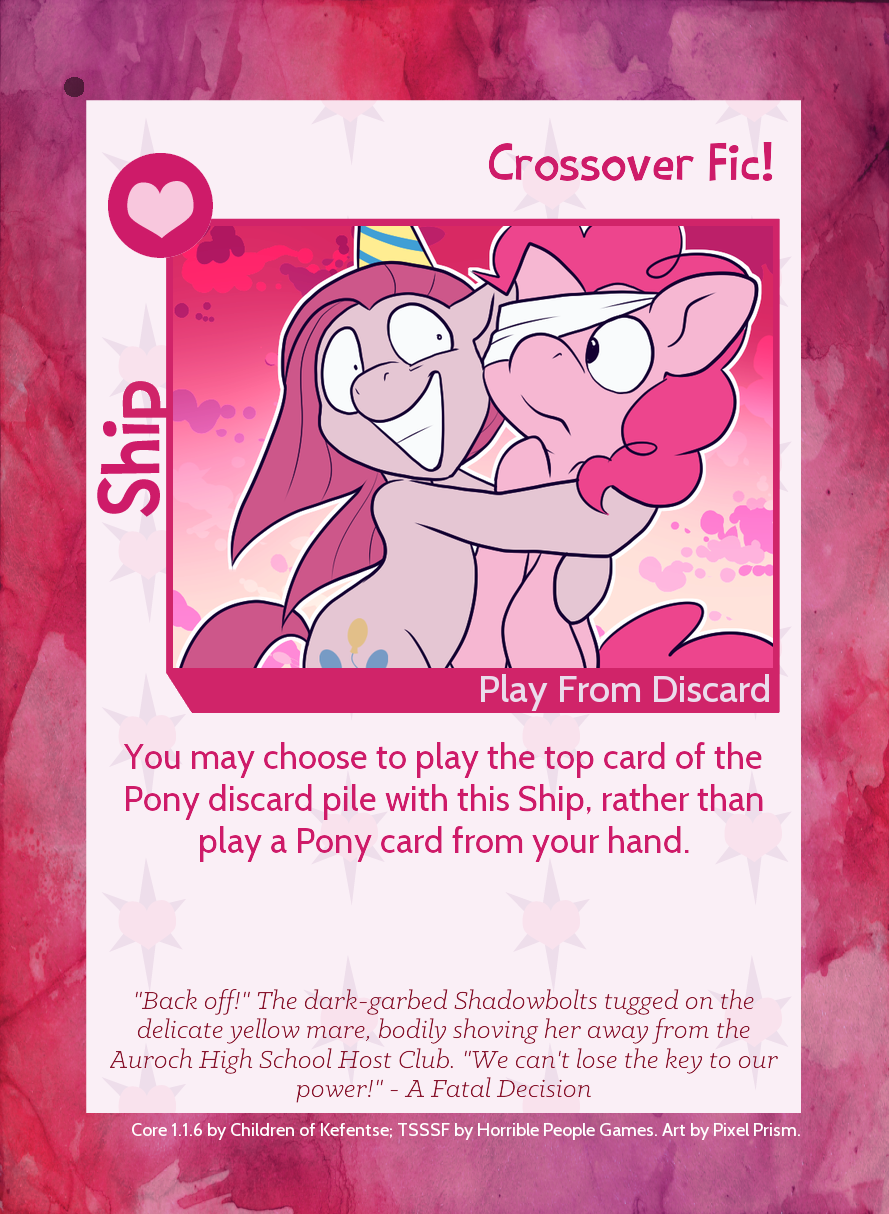 Crossover Fic!
Ship
Play From Discard
You may choose to play the top card of the
Pony discard pile with this Ship, rather than
play a Pony card from your hand.
"Back off!" The dark-garbed Shadowbolts tugged on the
delicate yellow mare, bodily shoving her away from the
Auroch High School Host Club. "We can't lose the key to our
power!" - A Fatal Decision
Core 1.1.6 by Children of Kefentse; TSSSF by Horrible People Games. Art by Pixel Prism.